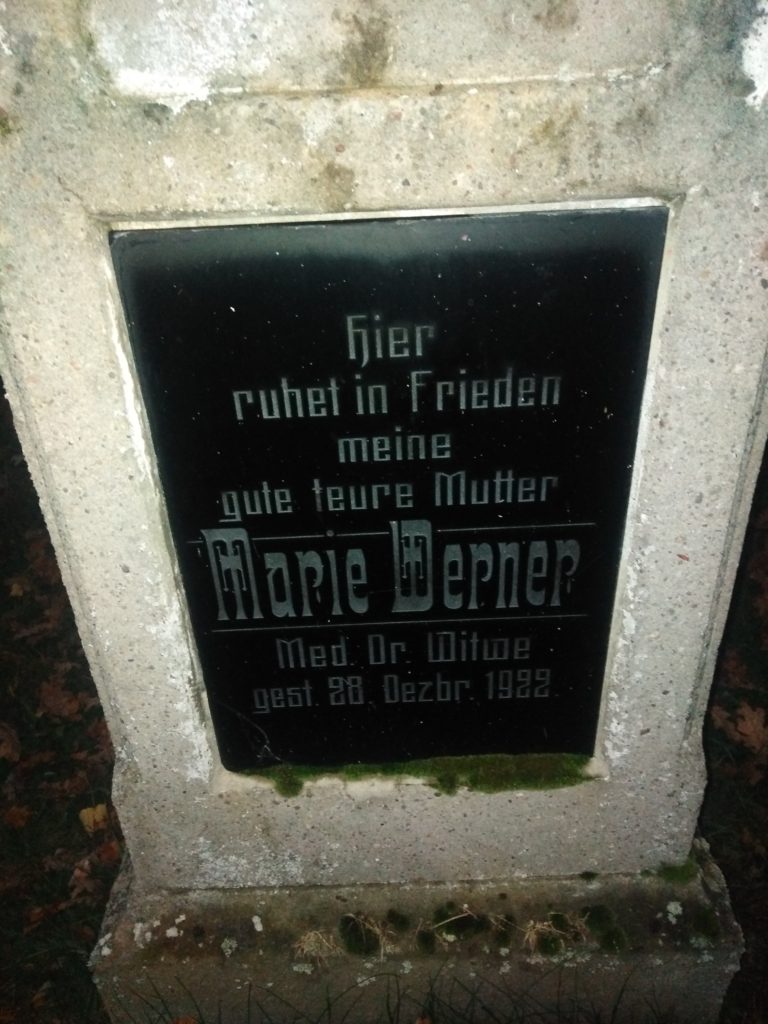 Hier
ruhet in Frieden
meine
gute teure Mutter
Marie Werner
Med. Dr. Witwe
gest. 28. Dezbr. 1922.